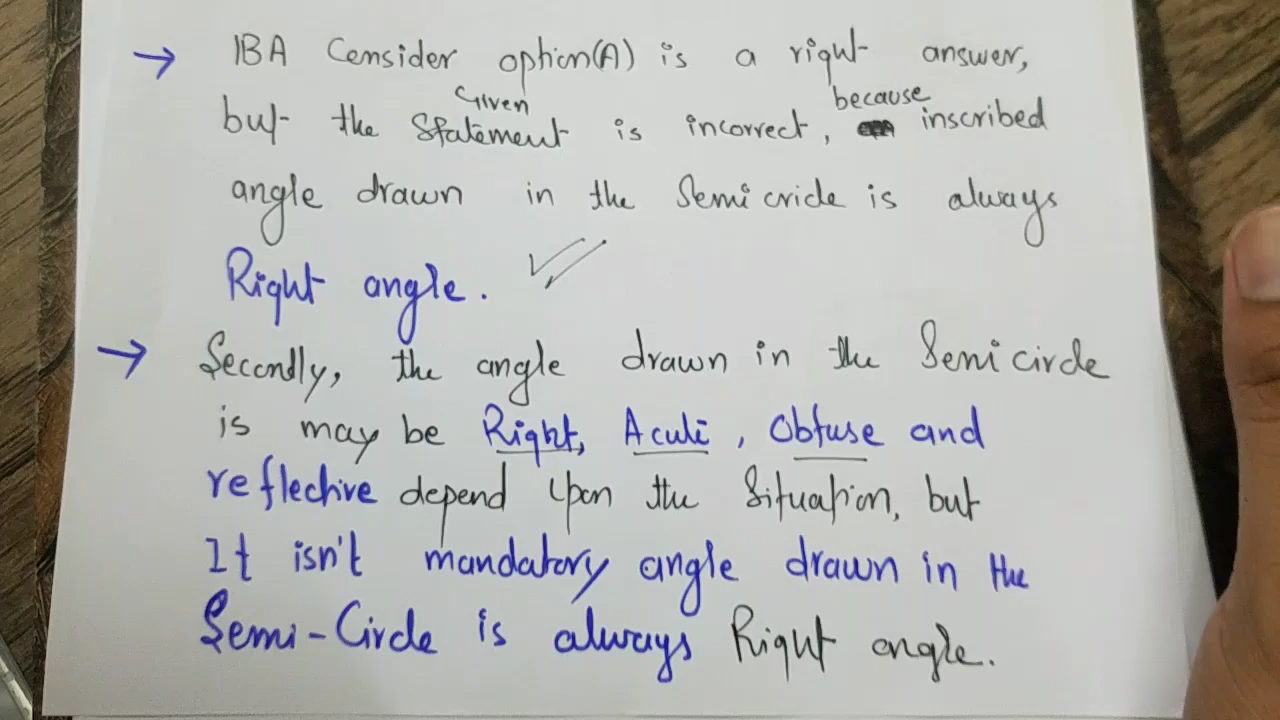 → IBA Consider option(A) is a right answer,
but the Given Statement is incorrect, because inscribed
angle drawn in the Semi cricle is always
Right angle.
→ Secondly, the angle drawn in the Semi circle
is may be Right, Acute, Obtuse and
reflective depend upon the Situation, but
It isn't mandatory angle drawn in the
Semi-Circle is always Right angle.